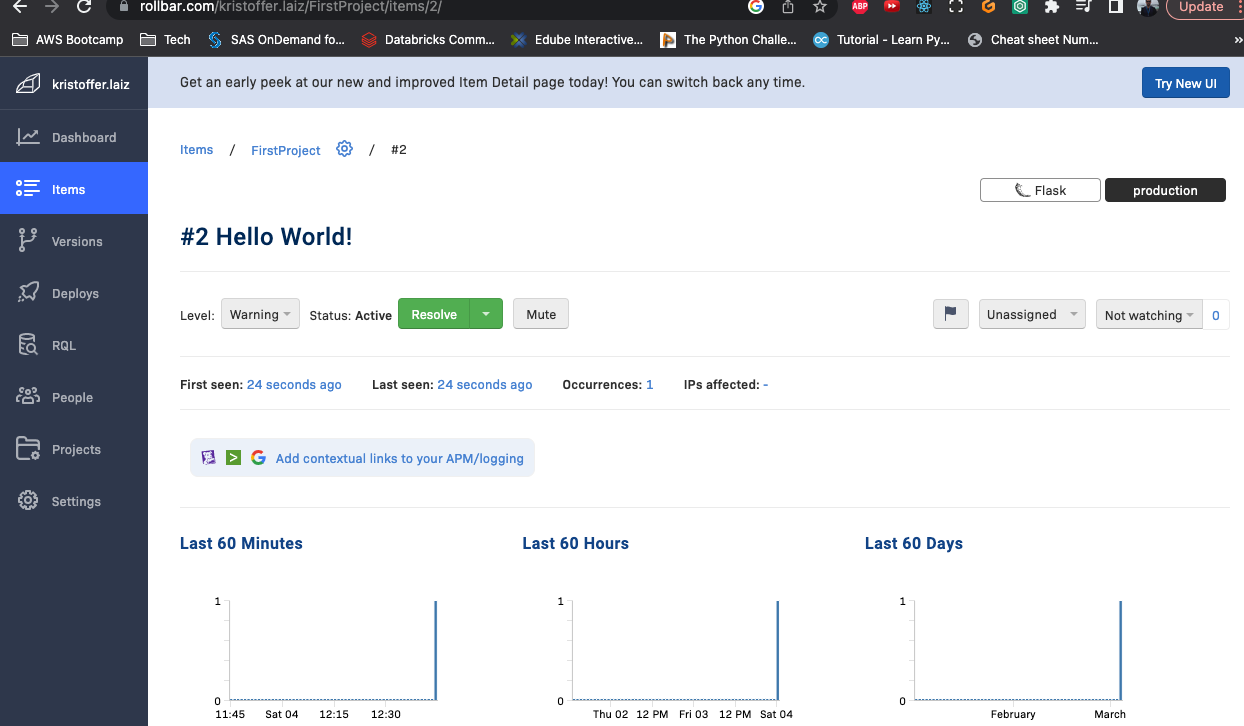 rollbar.com/kristoffer.laiz/FirstProject/items/2/
ABP
Update
AWS Bootcamp
Tech
SAS OnDemand fo...
Databricks Comm...
Edube Interactive...
The Python Challe...
Tutorial - Learn Py...
Cheat sheet Num...
»
kristoffer.laiz
Get an early peek at our new and improved Item Detail page today! You can switch back any time.
Try New UI
Dashboard
Items
Versions
Deploys
RQL
People
Projects
Settings
Items / FirstProject / #2
Flask
production
#2 Hello World!
Level: Warning Status: Active Resolve Mute
Unassigned Not watching 0
First seen: 24 seconds ago Last seen: 24 seconds ago Occurrences: 1 IPs affected: -
Add contextual links to your APM/logging
Last 60 Minutes
1
0
11:45 Sat 04 12:15 12:30
Last 60 Hours
1
0
Thu 02 12 PM Fri 03 12 PM Sat 04
Last 60 Days
1
0
February March